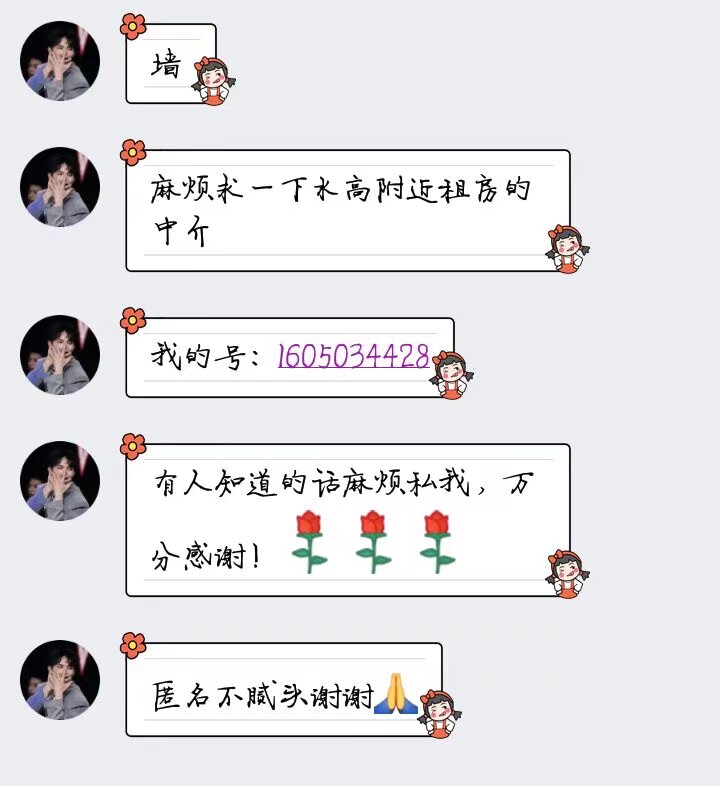 墙
麻烦求一下水高附近租房的
中介
我的号：1605034428
有人知道的话麻烦私我，万
分感谢！🌹🌹🌹
匿名不腻头谢谢🙏